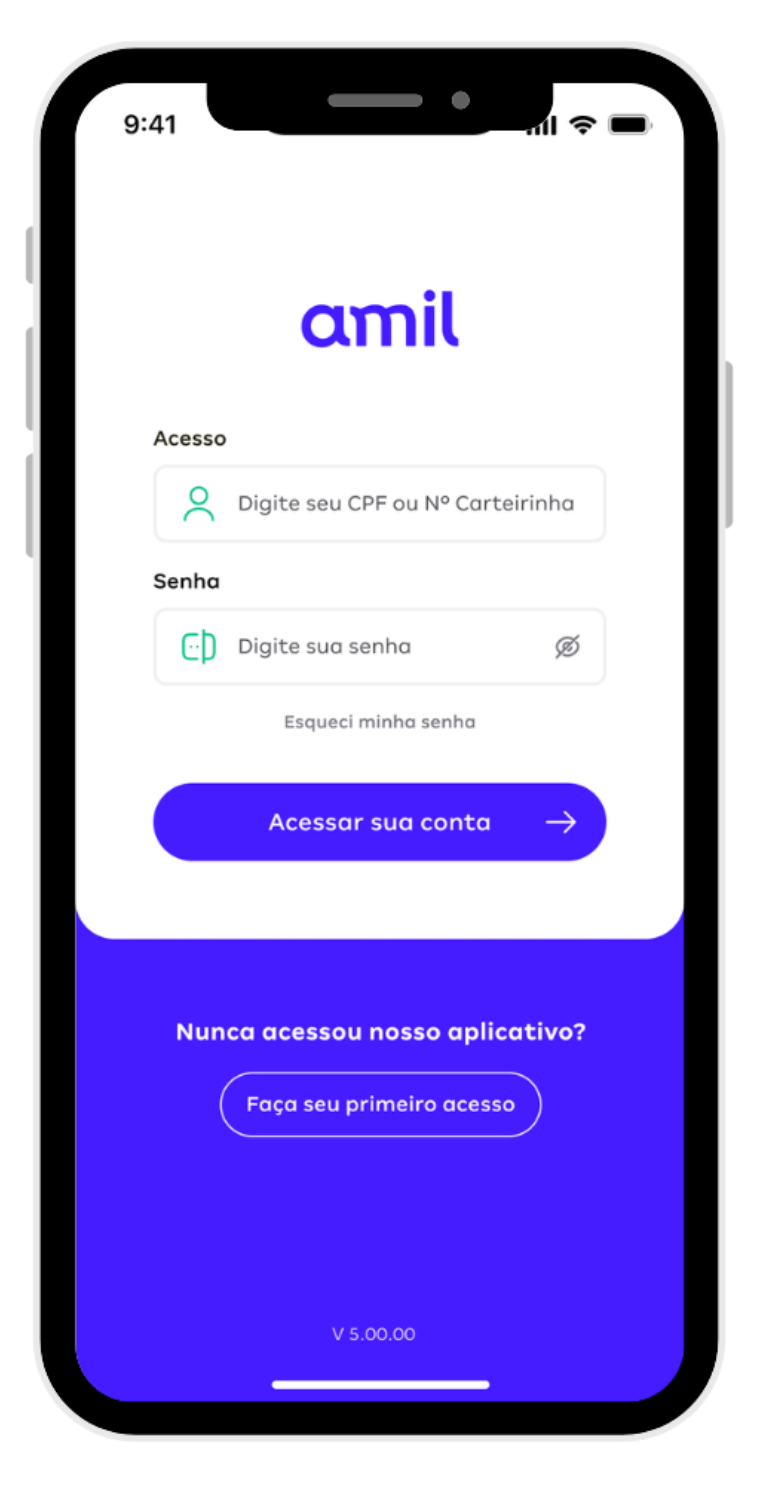 9:41
amil
Acesso
Digite seu CPF ou Nº Carteirinha
Senha
Digite sua senha
Esqueci minha senha
Acessar sua conta
Nunca acessou nosso aplicativo?
Faça seu primeiro acesso
V 5.00.00